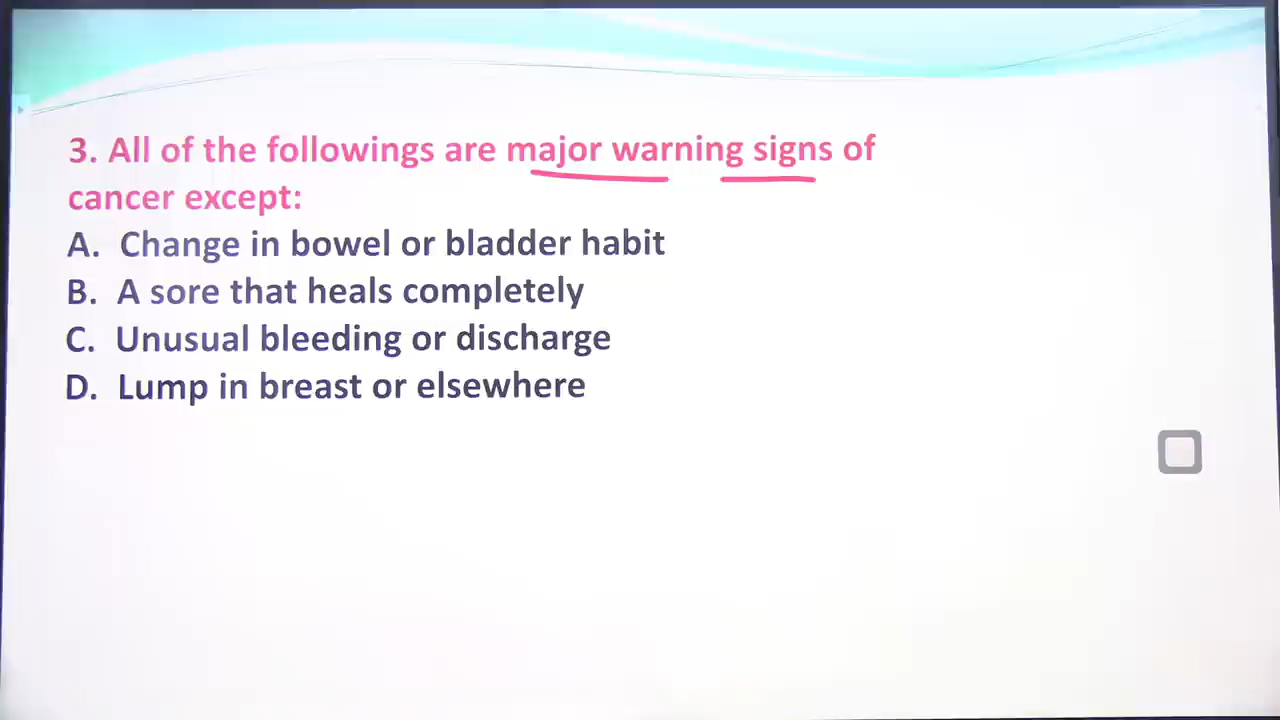 3. All of the followings are major warning signs of
cancer except:
A. Change in bowel or bladder habit
B. A sore that heals completely
C. Unusual bleeding or discharge
D. Lump in breast or elsewhere